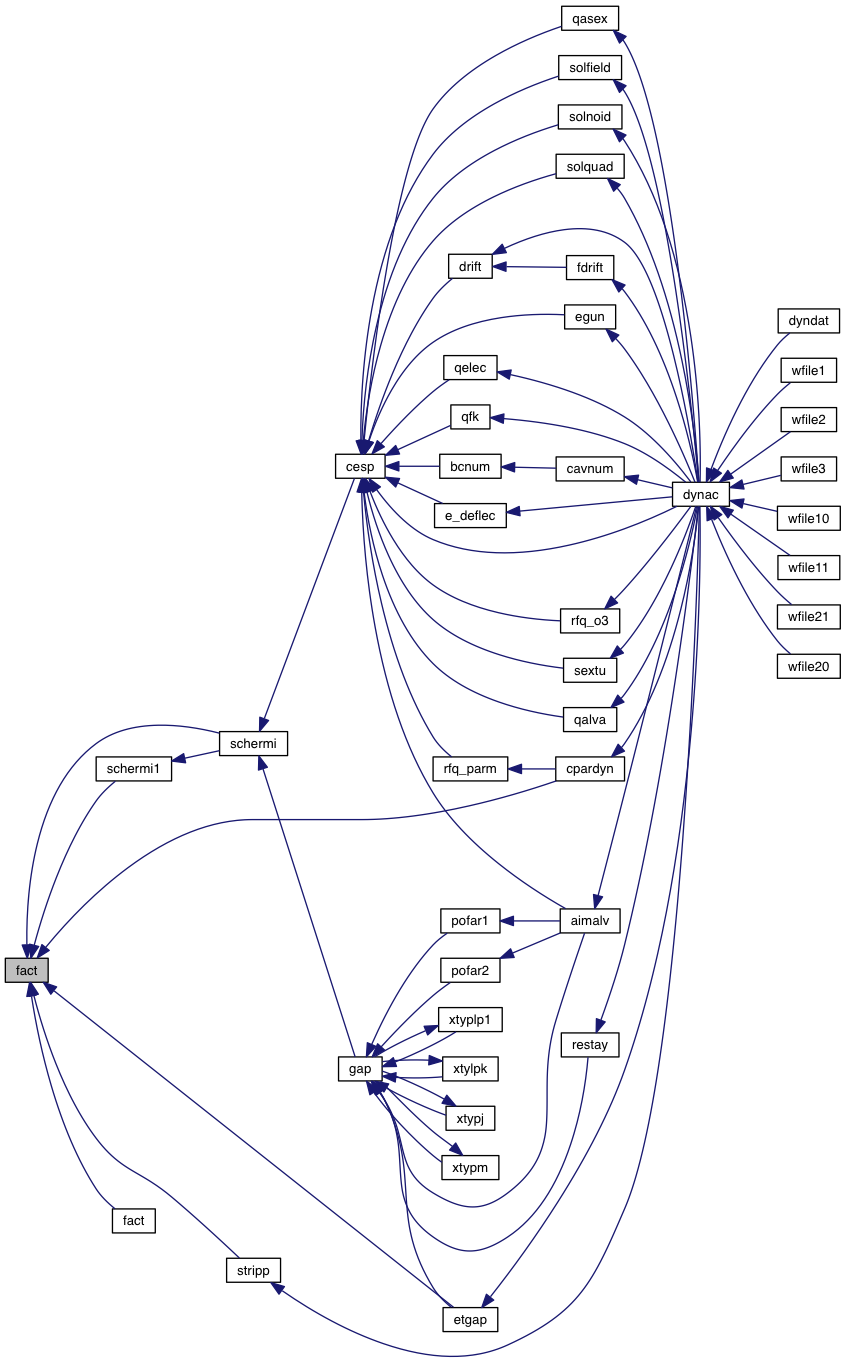 qasex
solfield
solnoid
solquad
drift
fdrift
egun
dyndat
qelec
wfile1
qfk
wfile2
cesp
bcnum
cavnum
wfile3
dynac
e_deflec
wfile10
wfile11
rfq_o3
wfile21
sextu
wfile20
qalva
schermi
schermi1
rfq_parm
cpardyn
pofar1
aimalv
fact
pofar2
xtyplp1
restay
gap
xtylpk
xtypj
xtypm
fact
stripp
etgap